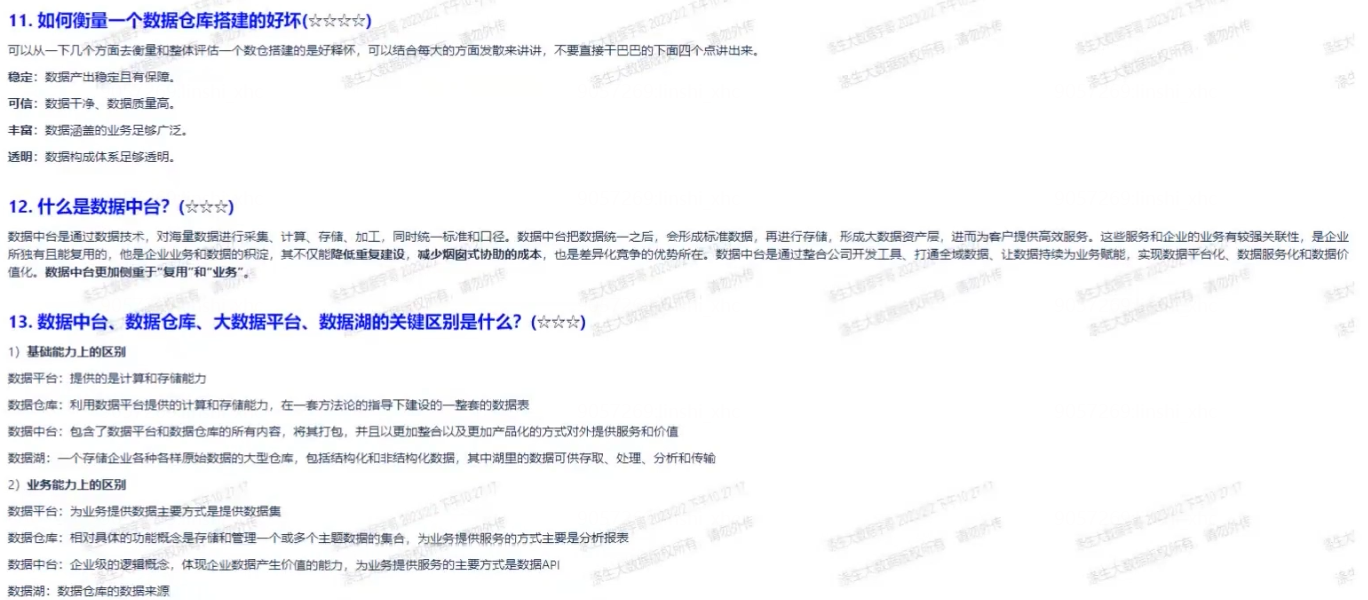 11. 如何衡量一个数据仓库搭建的好坏(☆☆☆☆)
可以从一下几个方面去衡量和整体评估一个数仓搭建的是好释怀，可以结合每大的方面发散来讲讲，不要直接干巴巴的下面四个点讲出来。
稳定：数据产出稳定且有保障。
可信：数据干净、数据质量高。
丰富：数据涵盖的业务足够广泛。
透明：数据构成体系足够透明。
12. 什么是数据中台？(☆☆☆)
数据中台是通过数据技术，对海量数据进行采集、计算、存储、加工，同时统一标准和口径。数据中台把数据统一之后，会形成标准数据，再进行存储，形成大数据资产层，进而为客户提供高效服务。这些服务和企业的业务有较强关联性，是企业
所独有且能复用的，他是企业业务和数据的积淀，其不仅能降低重复建设，减少烟囱式协助的成本，也是差异化竞争的优势所在。数据中台是通过整合公司开发工具、打通全域数据、让数据持续为业务赋能，实现数据平台化、数据服务化和数据价
值化。数据中台更加侧重于“复用”和“业务”。
13. 数据中台、数据仓库、大数据平台、数据湖的关键区别是什么？(☆☆☆)
1）基础能力上的区别
数据平台：提供的是计算和存储能力
数据仓库：利用数据平台提供的计算和存储能力，在一套方法论的指导下建设的一整套的数据表
数据中台：包含了数据平台和数据仓库的所有内容，将其打包，并且以更加整合以及更加产品化的方式对外提供服务和价值
数据湖：一个存储企业各种各样原始数据的大型仓库，包括结构化和非结构化数据，其中湖里的数据可供存取、处理、分析和传输
2）业务能力上的区别
数据平台：为业务提供数据主要方式是提供数据集
数据仓库：相对具体的功能概念是存储和管理一个或多个主题数据的集合，为业务提供服务的方式主要是分析报表
数据中台：企业级的逻辑概念，体现企业数据产生价值的能力，为业务提供服务的主要方式是数据API
数据湖：数据仓库的数据来源